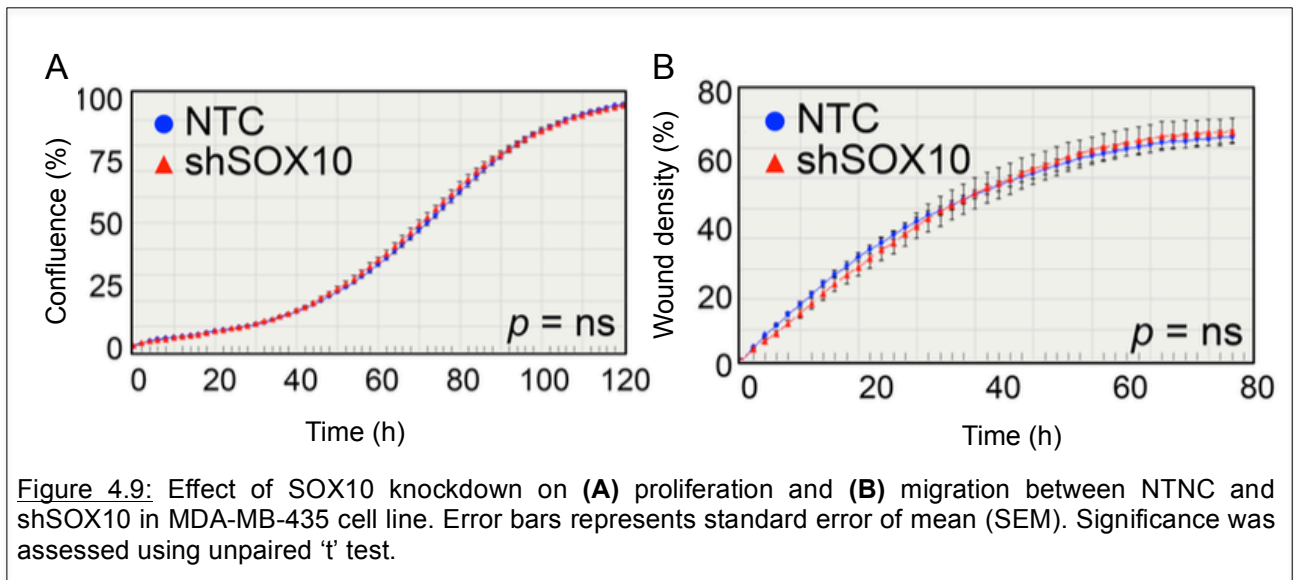 A
B
100
75
50
25
0
Confluence (%)
NTC
shSOX10
p = ns
0 20 40 60 80 100 120
Time (h)
80
60
40
20
0
Wound density (%)
NTC
shSOX10
p = ns
0 20 40 60 80
Time (h)
Figure 4.9: Effect of SOX10 knockdown on (A) proliferation and (B) migration between NTNC and
shSOX10 in MDA-MB-435 cell line. Error bars represents standard error of mean (SEM). Significance was
assessed using unpaired ‘t’ test.